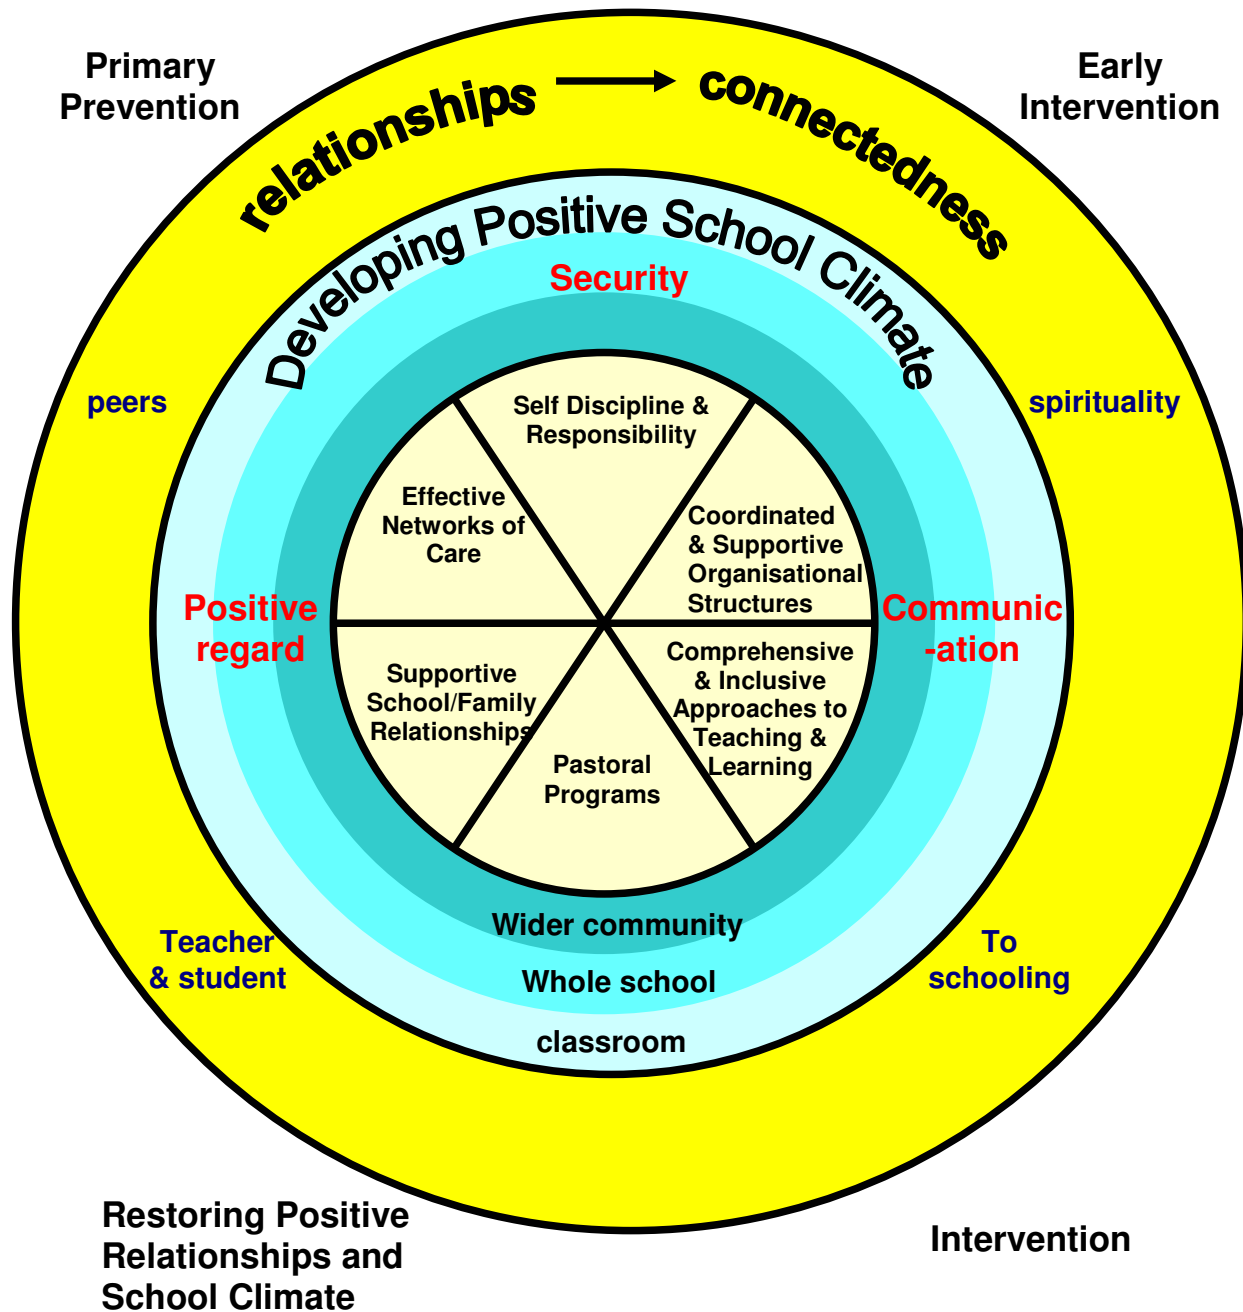 Primary
Prevention
Early
Intervention
relationships
connectedness
Developing Positive School Climate
Security
peers
spirituality
Self Discipline &
Responsibility
Effective
Networks of
Care
Coordinated
& Supportive
Organisational
Structures
Positive
regard
Communic
-ation
Supportive
School/Family
Relationships
Comprehensive
& Inclusive
Approaches to
Teaching &
Learning
Pastoral
Programs
Wider community
Whole school
classroom
Teacher
& student
To
schooling
Restoring Positive
Relationships and
School Climate
Intervention